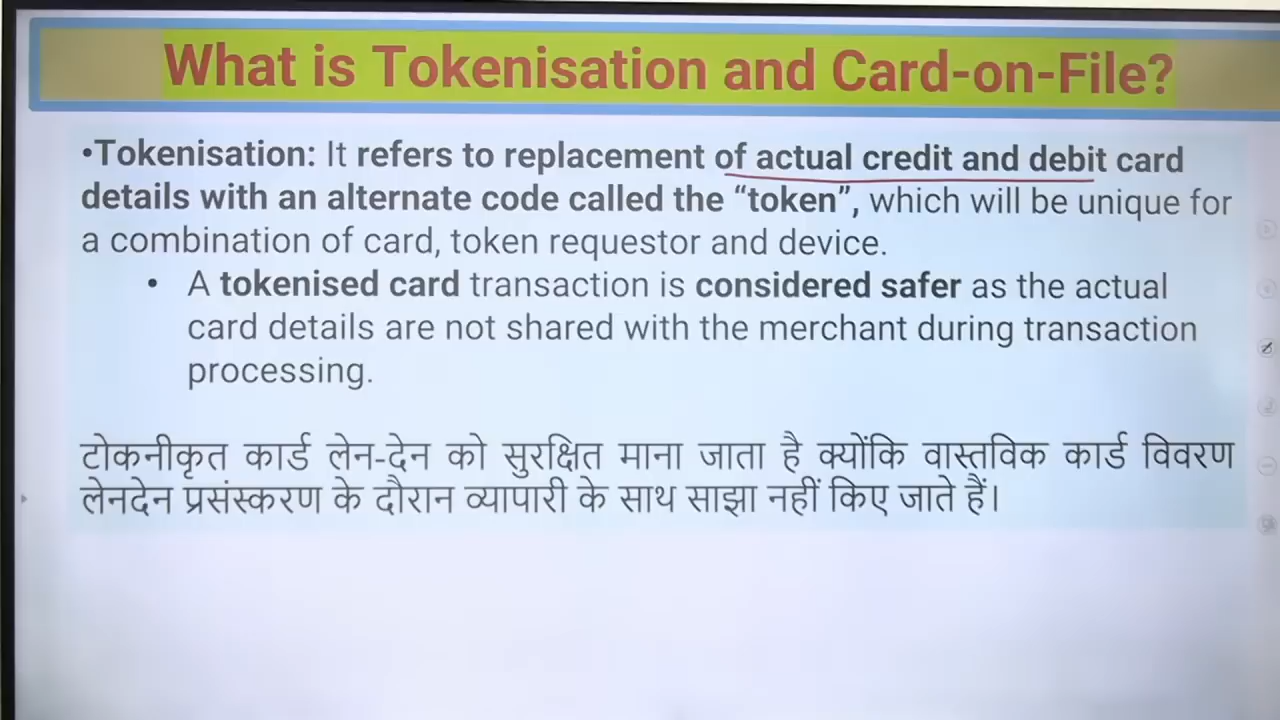 What is Tokenisation and Card-on-File?
•Tokenisation: It refers to replacement of actual credit and debit card
details with an alternate code called the “token”, which will be unique for
a combination of card, token requestor and device.
• A tokenised card transaction is considered safer as the actual
card details are not shared with the merchant during transaction
processing.
टोकनीकृत कार्ड लेन-देन को सुरक्षित माना जाता है क्योंकि वास्तविक कार्ड विवरण
लेनदेन प्रसंस्करण के दौरान व्यापारी के साथ साझा नहीं किए जाते हैं।